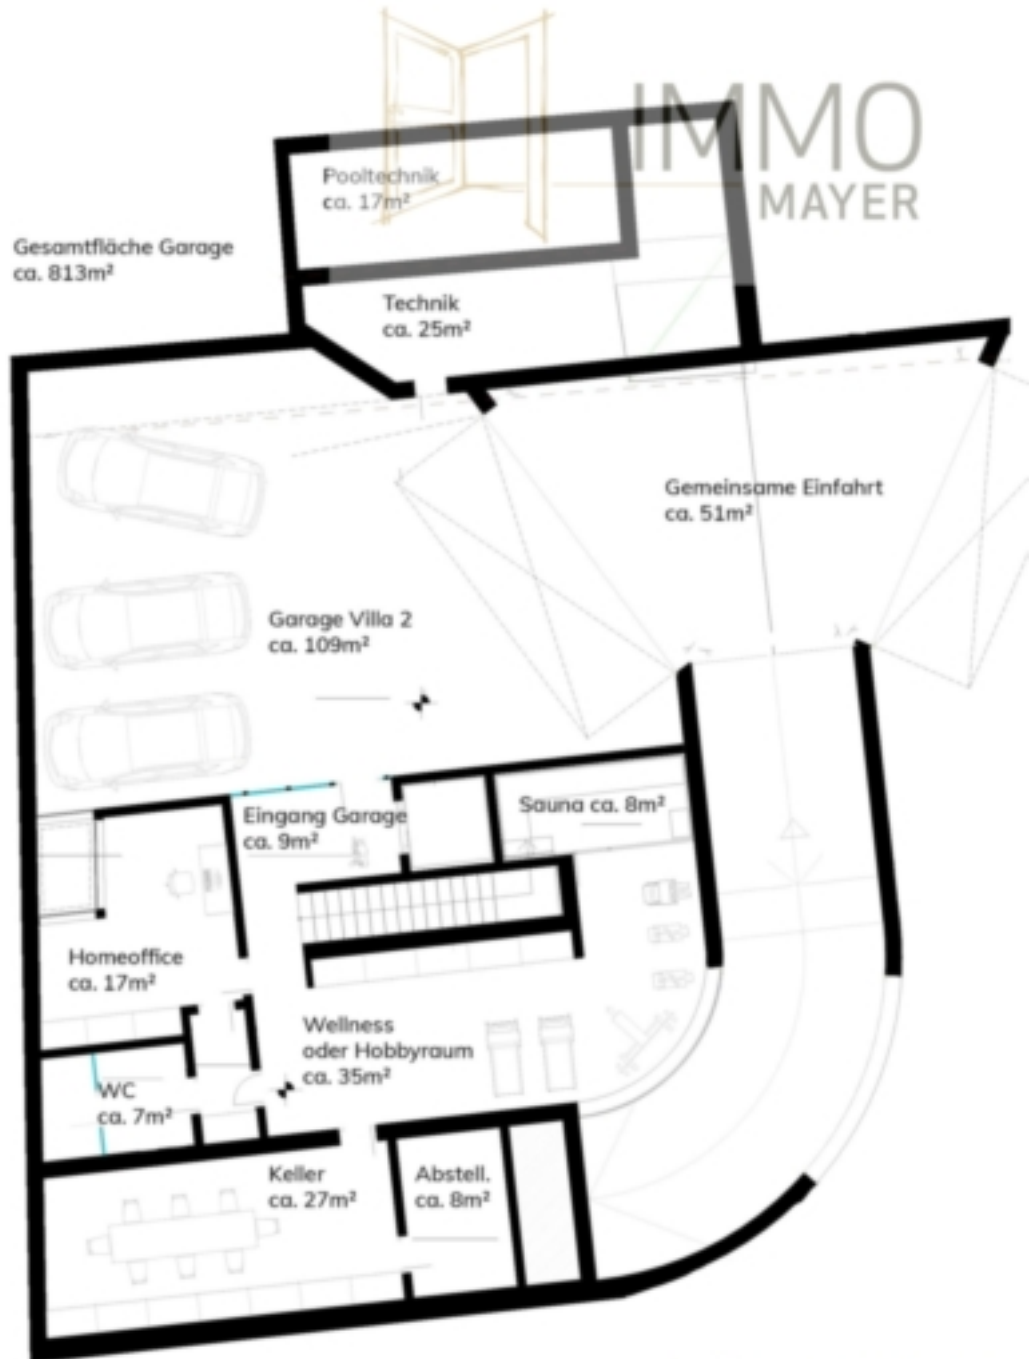 IMMO
MAYER
Pooltechnik
ca. 17m²
Gesamtfläche Garage
ca. 813m²
Technik
ca. 25m²
Gemeinsame Einfahrt
ca. 51m²
Garage Villa 2
ca. 109m²
Eingang Garage
ca. 9m²
Sauna ca. 8m²
Homeoffice
ca. 17m²
Wellness
oder Hobbyraum
ca. 35m²
WC
ca. 7m²
Keller
ca. 27m²
Abstell.
ca. 8m²